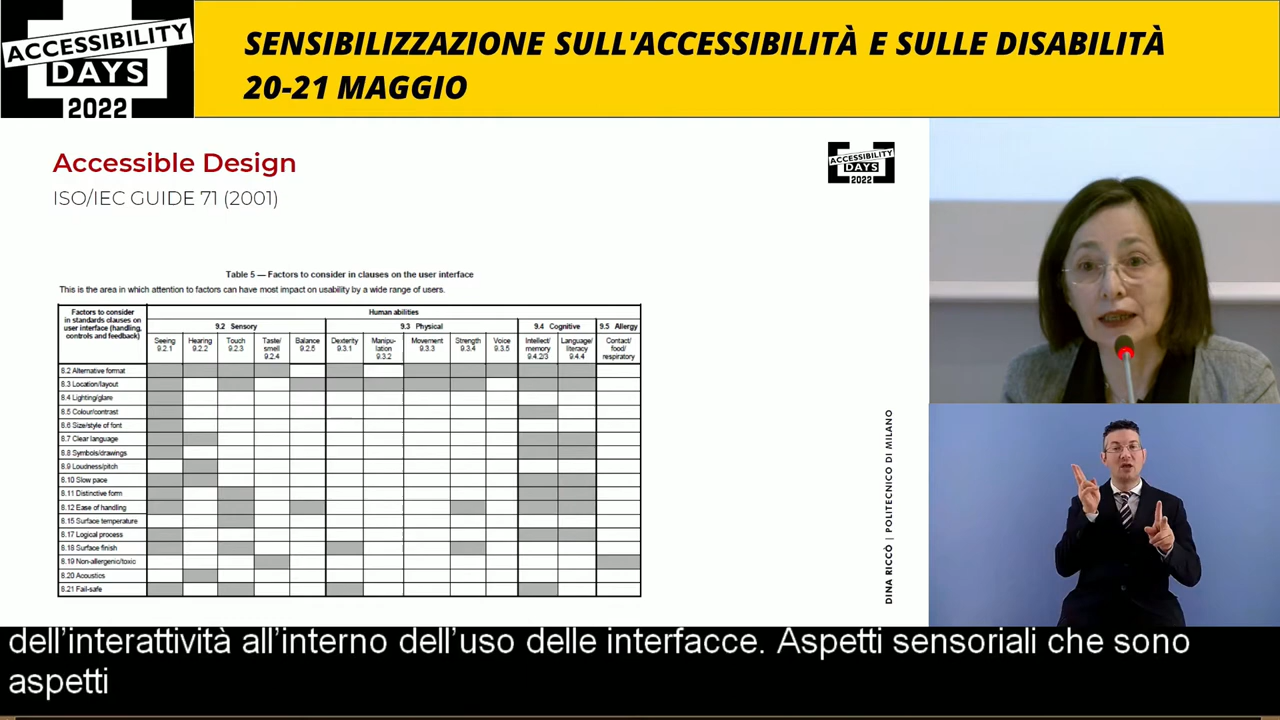 ACCESSIBILITY
DAYS
2022
SENSIBILIZZAZIONE SULL'ACCESSIBILITÀ E SULLE DISABILITÀ
20-21 MAGGIO
Accessible Design
ISO/IEC GUIDE 71 (2001)
ACCESSIBILITY
DAYS
2022
Table 5 — Factors to consider in clauses on the user interface
This is the area in which attention to factors can have most impact on usability by a wide range of users.
Factors to consider
in standards clauses on
user interface (handling,
controls and feedback)
Human abilities
9.2 Sensory
9.3 Physical
9.4 Cognitive
9.5 Allergy
Seeing
9.2.1
Hearing
9.2.2
Touch
9.2.3
Taste/
smell
9.2.4
Balance
9.2.5
Dexterity
9.3.1
Manipu-
lation
9.3.2
Movement
9.3.3
Strength
9.3.4
Voice
9.3.5
Intellect/
memory
9.4.2/3
Language/
literacy
9.4.4
Contact/
food/
respiratory
8.2 Alternative format
8.3 Location/layout
8.4 Lighting/glare
8.5 Colour/contrast
8.6 Size/style of font
8.7 Clear language
8.8 Symbols/drawings
8.9 Loudness/pitch
8.10 Slow pace
8.11 Distinctive form
8.12 Ease of handling
8.15 Surface temperature
8.17 Logical process
8.18 Surface finish
8.19 Non-allergenic/toxic
8.20 Acoustics
8.21 Fail-safe
DINA RICCÒ | POLITECNICO DI MILANO
dell'interattività all'interno dell'uso delle interfacce. Aspetti sensoriali che sono
aspetti